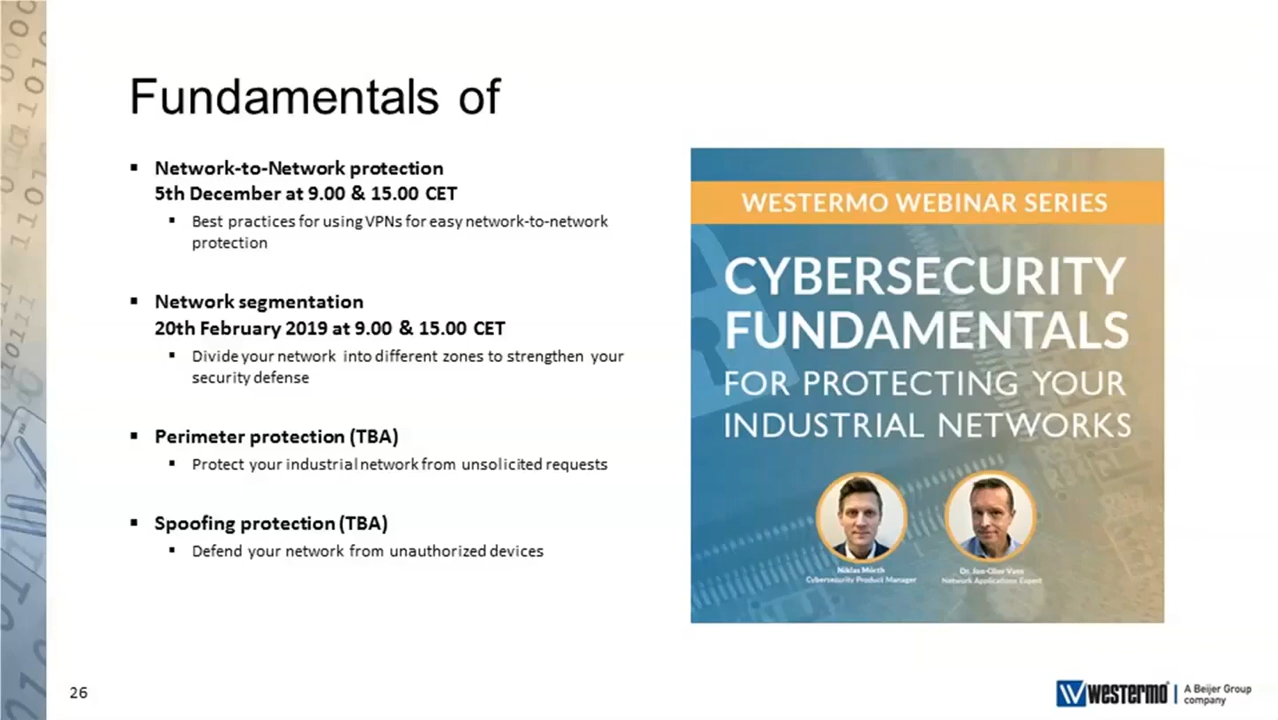 Fundamentals of
Network-to-Network protection
5th December at 9.00 & 15.00 CET
Best practices for using VPNs for easy network-to-network
protection
Network segmentation
20th February 2019 at 9.00 & 15.00 CET
Divide your network into different zones to strengthen your
security defense
Perimeter protection (TBA)
Protect your industrial network from unsolicited requests
Spoofing protection (TBA)
Defend your network from unauthorized devices
WESTERMO WEBINAR SERIES
CYBERSECURITY
FUNDAMENTALS
FOR PROTECTING YOUR
INDUSTRIAL NETWORKS
Niklas Mörth
Cybersecurity Product Manager
Dr.
Network Applications Expert
26
westermo
A Beijer Group
company